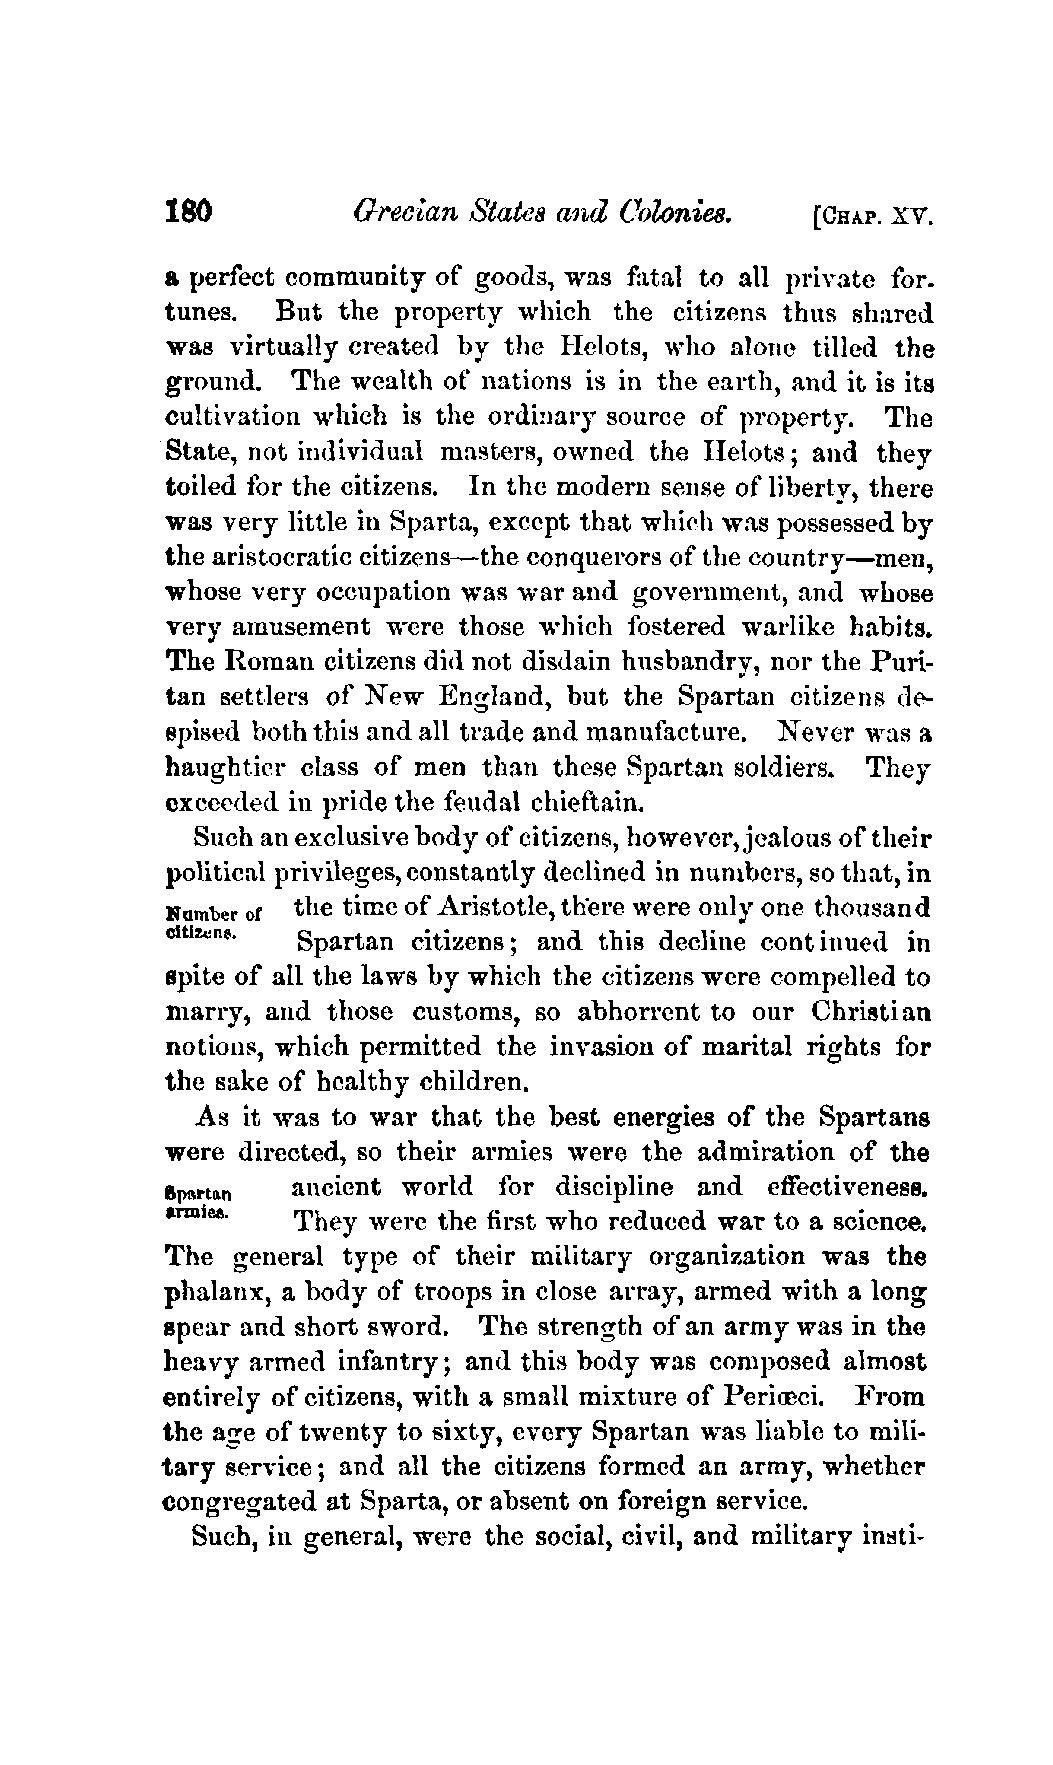 180 Grecian States and Colonies. [CHAP. XV.
a perfect community of goods, was fatal to all private for-
tunes. But the property which the citizens thus shared
was virtually created by the Helots, who alone tilled the
ground. The wealth of nations is in the earth, and it is its
cultivation which is the ordinary source of property. The
State, not individual masters, owned the Helots; and they
toiled for the citizens. In the modern sense of liberty, there
was very little in Sparta, except that which was possessed by
the aristocratic citizens—the conquerors of the country—men,
whose very occupation was war and government, and whose
very amusement were those which fostered warlike habits.
The Roman citizens did not disdain husbandry, nor the Puri-
tan settlers of New England, but the Spartan citizens de-
spised both this and all trade and manufacture. Never was a
haughtier class of men than these Spartan soldiers. They
exceeded in pride the feudal chieftain.
Such an exclusive body of citizens, however, jealous of their
political privileges, constantly declined in numbers, so that, in
Number of the time of Aristotle, there were only one thousand
citizens. Spartan citizens; and this decline continued in
spite of all the laws by which the citizens were compelled to
marry, and those customs, so abhorrent to our Christian
notions, which permitted the invasion of marital rights for
the sake of healthy children.
As it was to war that the best energies of the Spartans
were directed, so their armies were the admiration of the
Spartan ancient world for discipline and effectiveness.
armies. They were the first who reduced war to a science.
The general type of their military organization was the
phalanx, a body of troops in close array, armed with a long
spear and short sword. The strength of an army was in the
heavy armed infantry; and this body was composed almost
entirely of citizens, with a small mixture of Periœci. From
the age of twenty to sixty, every Spartan was liable to mili-
tary service; and all the citizens formed an army, whether
congregated at Sparta, or absent on foreign service.
Such, in general, were the social, civil, and military insti-